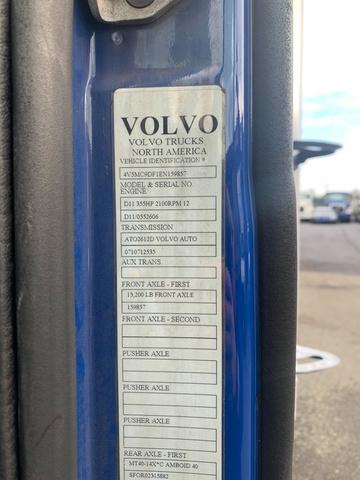 VOLVO
VOLVO TRUCKS
NORTH AMERICA
VEHICLE IDENTIFICATION #
4V5MC9DF1EN159857
MODEL & SERIAL NO.
ENGINE
D11 355HP 2100RPM 12
D11/0552606
TRANSMISSION
ATO2612D VOLVO AUTO
0710712535
AUX TRANS.
FRONT AXLE - FIRST
13,200 LB FRONT AXLE
159857
FRONT AXLE - SECOND
PUSHER AXLE
PUSHER AXLE
PUSHER AXLE
REAR AXLE - FIRST
MT40-14X*C AMBOID 40
SFOR02315882